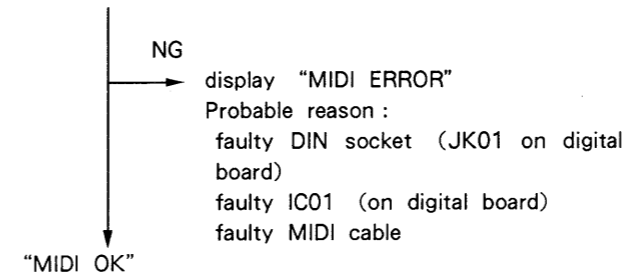 NG
display “MIDI ERROR”
Probable reason :
faulty DIN socket (JK01 on digital
board)
faulty IC01 (on digital board)
faulty MIDI cable
“MIDI OK”